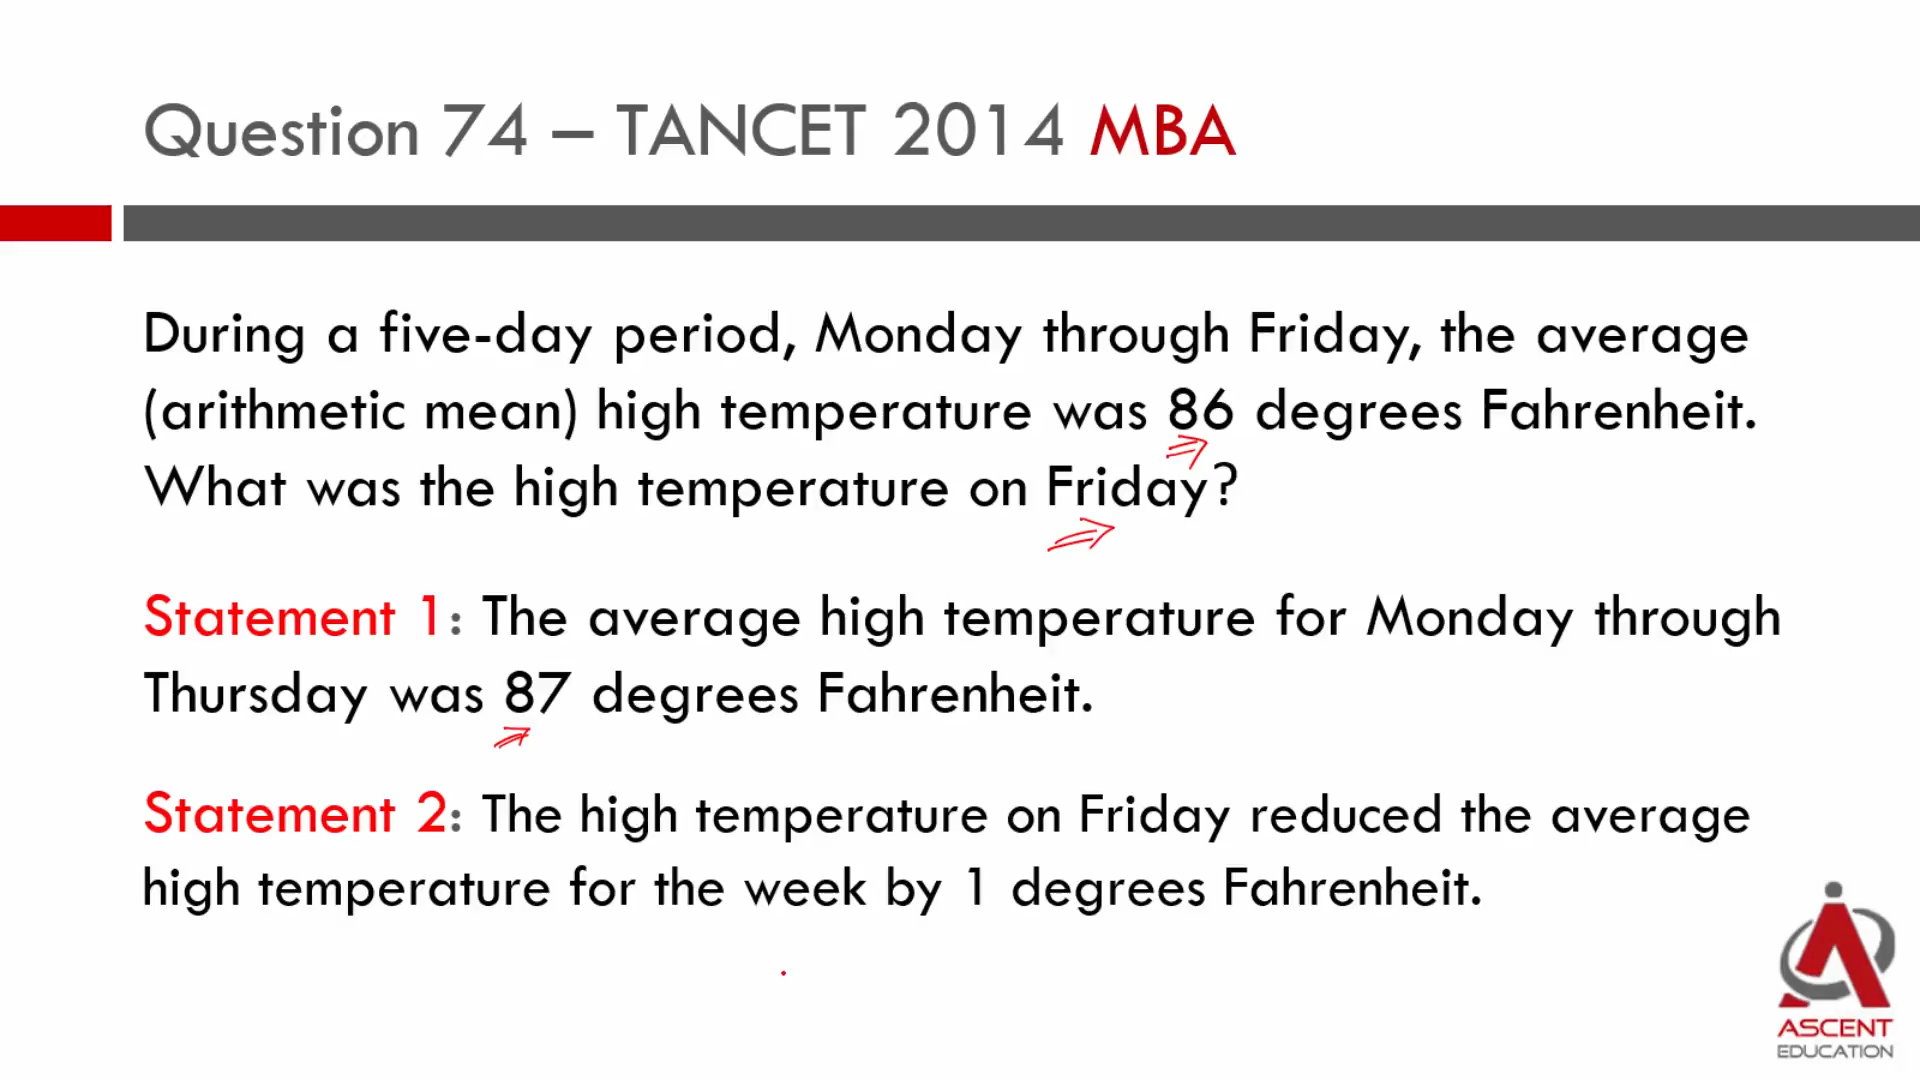 Question 74 – TANCET 2014 MBA
During a five-day period, Monday through Friday, the average
(arithmetic mean) high temperature was 86 degrees Fahrenheit.
What was the high temperature on Friday?
Statement 1: The average high temperature for Monday through
Thursday was 87 degrees Fahrenheit.
Statement 2: The high temperature on Friday reduced the average
high temperature for the week by 1 degrees Fahrenheit.
ASCENT
EDUCATION